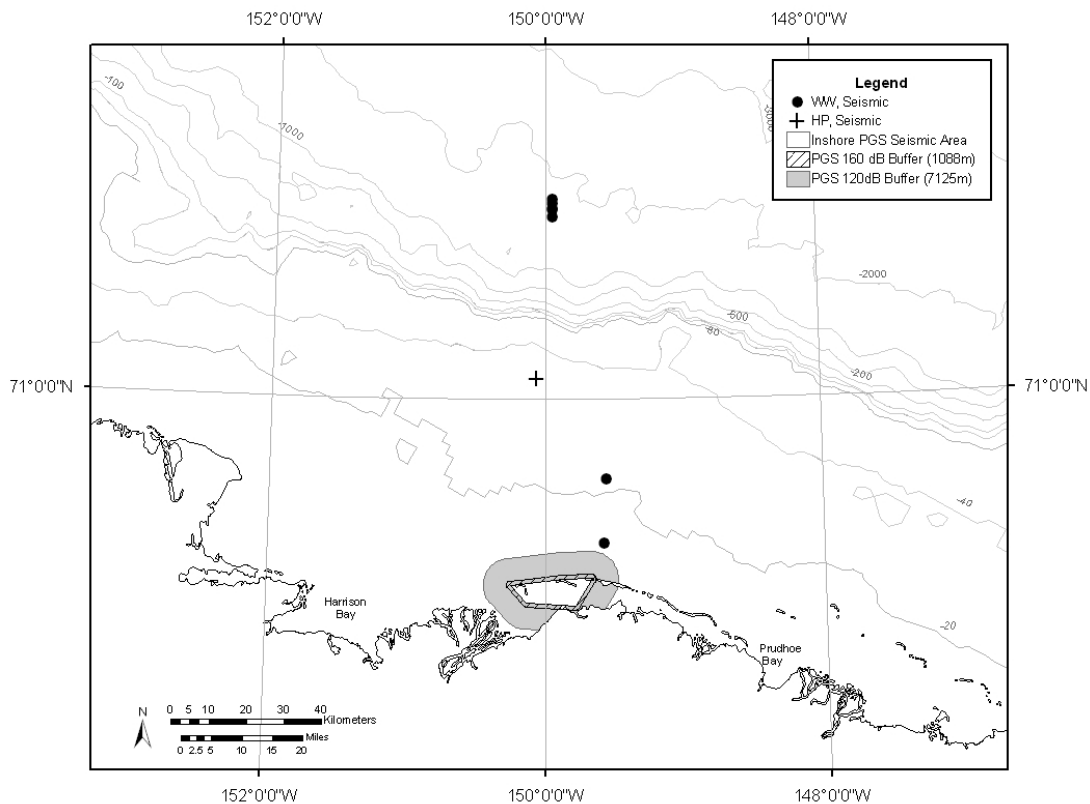 152°0'0"W 150°0'0"W 148°0'0"W
Legend
WW, Seismic
HP, Seismic
Inshore PGS Seismic Area
PGS 160 dB Buffer (1088m)
PGS 120dB Buffer (7125m)
-100
-1000
-2000
-500
-60
-200
71°0'0"N 71°0'0"N
-40
Harrison
Bay
-20
Prudhoe
Bay
N
0 5 10 20 30 40
Kilometers
Miles
0 2.5 5 10 15 20
152°0'0"W 150°0'0"W 148°0'0"W